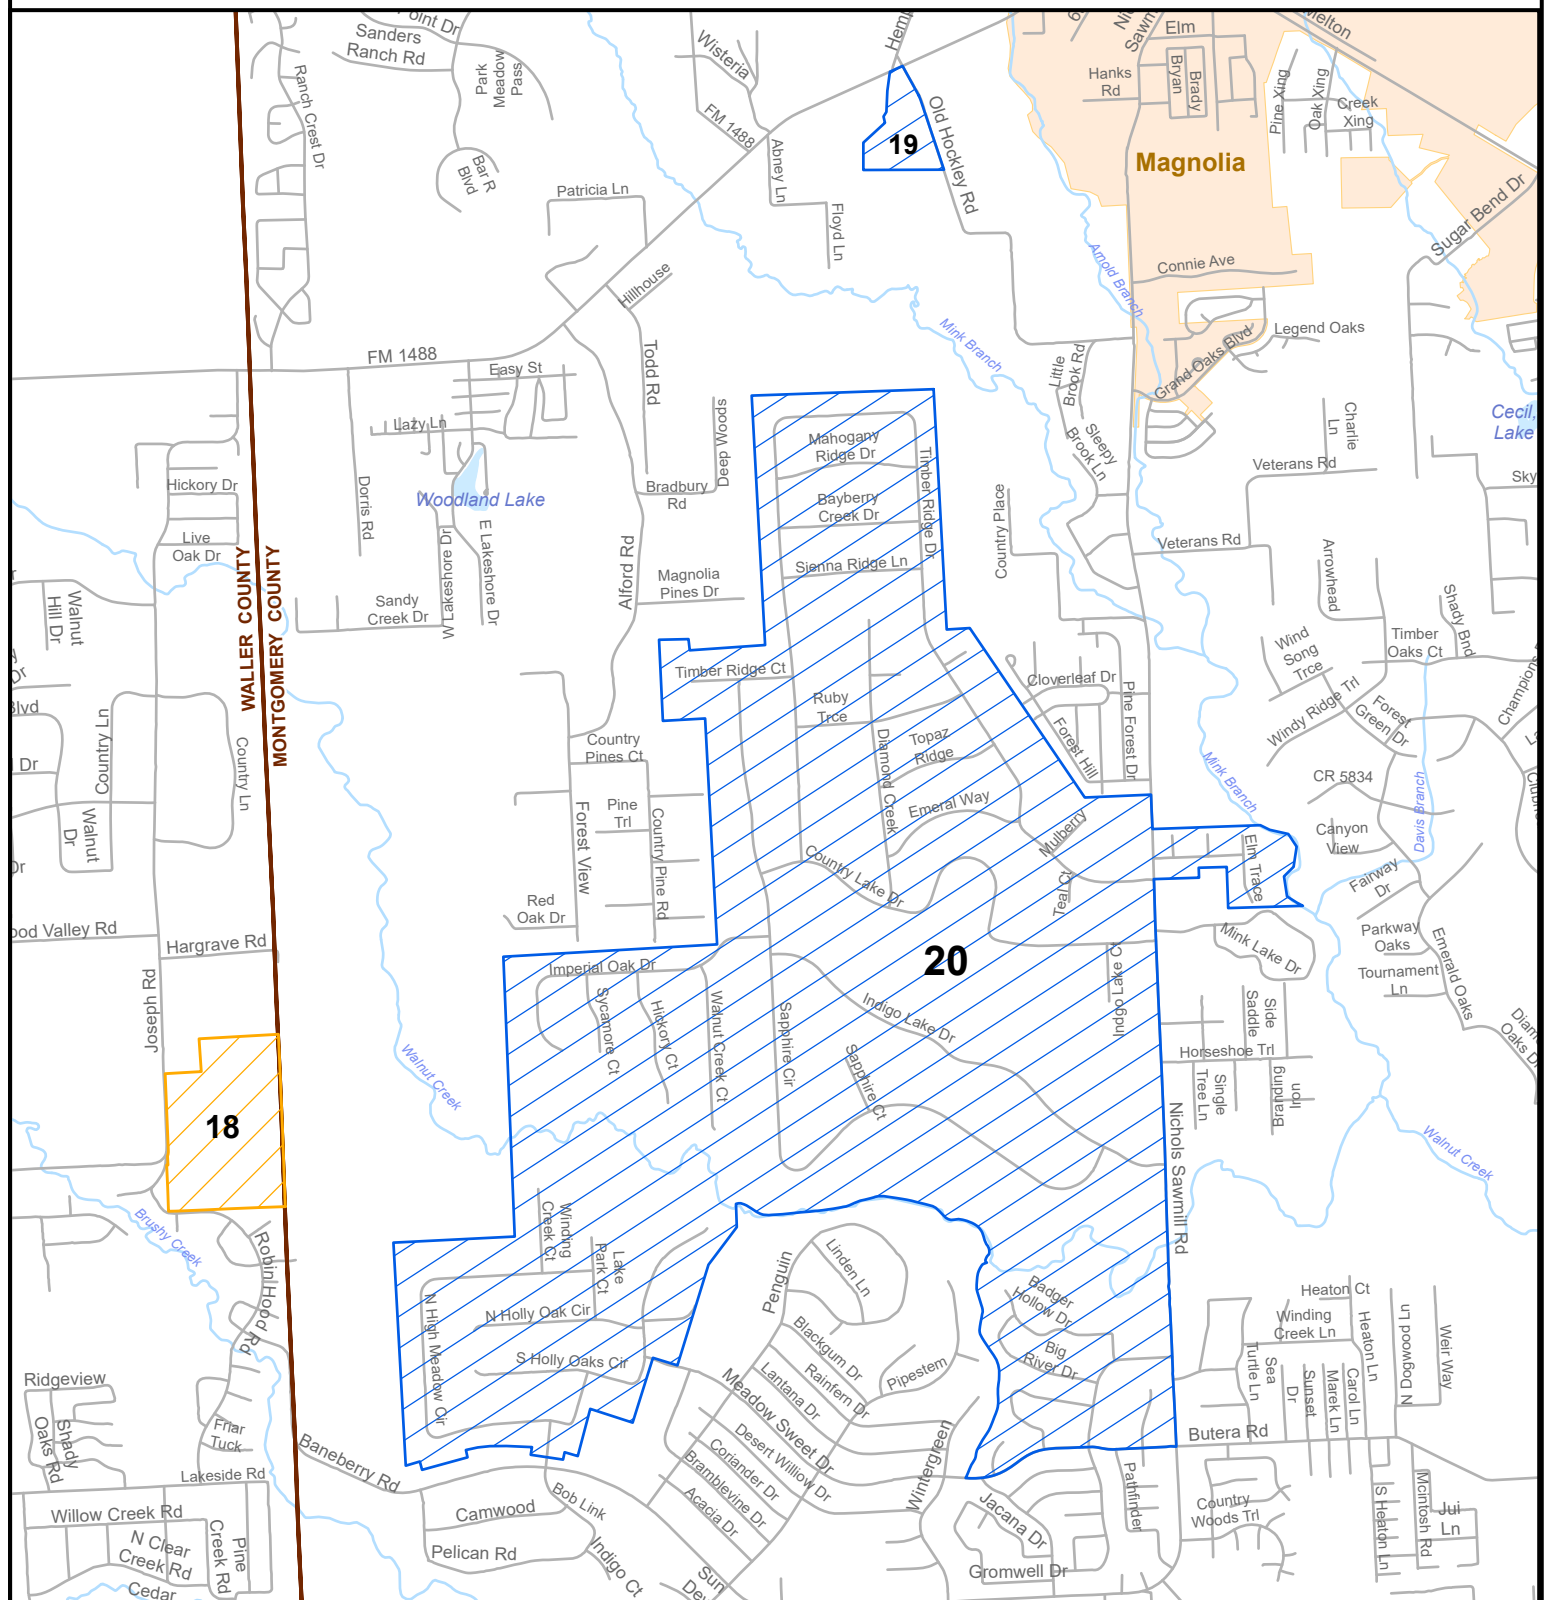 Point Dr
Sanders
Ranch Rd
Park
Meadow
Pass
Ranch Crest Dr
Bar R
Blvd
Wisteria
FM 1488
Abney Ln
Floyd Ln
Patricia Ln
Hillhouse
Old Hockley Rd
19
Elm
Bryan
Brady
Hanks
Rd
Melton
Pine Xing
Oak Xing
Creek
Xing
Magnolia
Sugar Bend Dr
Arnold Branch
Connie Ave
Legend Oaks
Grand Oaks Blvd
Mink Branch
Little
Brook Rd
Sleepy
Brook Ln
Charlie
Ln
Cecil,
Lake
Veterans Rd
Sky
FM 1488
Easy St
Todd Rd
Lazy Ln
Deep Woods
Hickory Dr
Dorris Rd
Woodland Lake
Bradbury
Rd
Live
Oak Dr
W Lakeshore Dr
E Lakeshore Dr
Alford Rd
Magnolia
Pines Dr
Sandy
Creek Dr
WALLER COUNTY
MONTGOMERY COUNTY
Walnut
Hill Dr
Dr
Blvd
Dr
Dr
Country Ln
Country Ln
Walnut
Dr
Mahogany
Ridge Dr
Bayberry
Creek Dr
Sienna Ridge Ln
Timber Ridge Dr
Country Place
Veterans Rd
Arrowhead
Shady Bnd
Wind
Song
Trce
Timber
Oaks Ct
Windy Ridge Trl
Forest
Green Dr
Champions
Timber Ridge Ct
Ruby
Trce
Topaz
Ridge
Diamond Creek
Emeral Way
Cloverleaf Dr
Forest Hill
Pine Forest Dr
Mink Branch
CR 5834
Davis Branch
Canyon
View
Fairway
Dr
Country
Pines Ct
Pine
Trl
Forest View
Country Pine Rd
Red
Oak Dr
Mulberry
Country Lake Dr
Teal Ct
Elm Trace
20
Mink Lake Dr
Parkway
Oaks
Tournament
Ln
Emerald Oaks
Oaks Dr
ood Valley Rd
Hargrave Rd
Joseph Rd
Imperial Oak Dr
Sycamore Ct
Hickory Ct
Walnut Creek Ct
Sapphire Cir
Indigo Lake Dr
Indigo Lake Ct
Sapphire Ct
Side
Saddle
Horseshoe Trl
Single
Tree Ln
Branding
Iron
Walnut Creek
18
Walnut Creek
Nichols Sawmill Rd
Brushy Creek
Robin Hood Rd
Winding
Creek Ct
Lake
Park Ct
N High Meadow Cir
N Holly Oak Cir
S Holly Oaks Cir
Penguin
Linden Ln
Blackgum Dr
Rainfern Dr
Lantana Dr
Pipestem
Meadow Sweet Dr
Desert Willow Dr
Coriander Dr
Bramblevine Dr
Acacia Dr
Wintergreen
Badger
Hollow Dr
Big
River Dr
Heaton Ct
Winding
Creek Ln
Heaton Ln
N Dogwood Ln
Weir Way
Sea
Turtle Ln
Sunset
Dr
Marek Ln
Carol Ln
Butera Rd
Ridgeview
Shady
Oaks Rd
Friar
Tuck
Lakeside Rd
Baneberry Rd
Willow Creek Rd
N Clear
Creek Rd
Pine
Creek Rd
Cedar
Camwood
Pelican Rd
Bob Link
Indigo Ct
Sun
Jacana Dr
Gromwell Dr
Pathfinder
Country
Woods Trl
S Heaton Ln
Mcintosh Rd
Jui
Ln